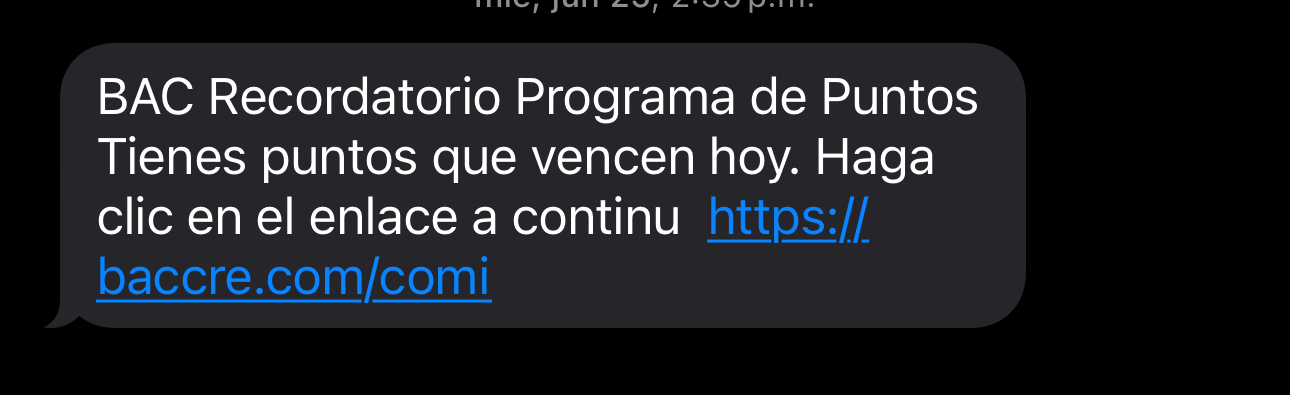 BAC Recordatorio Programa de Puntos
Tienes puntos que vencen hoy. Haga
clic en el enlace a continu https://
baccre.com/comi